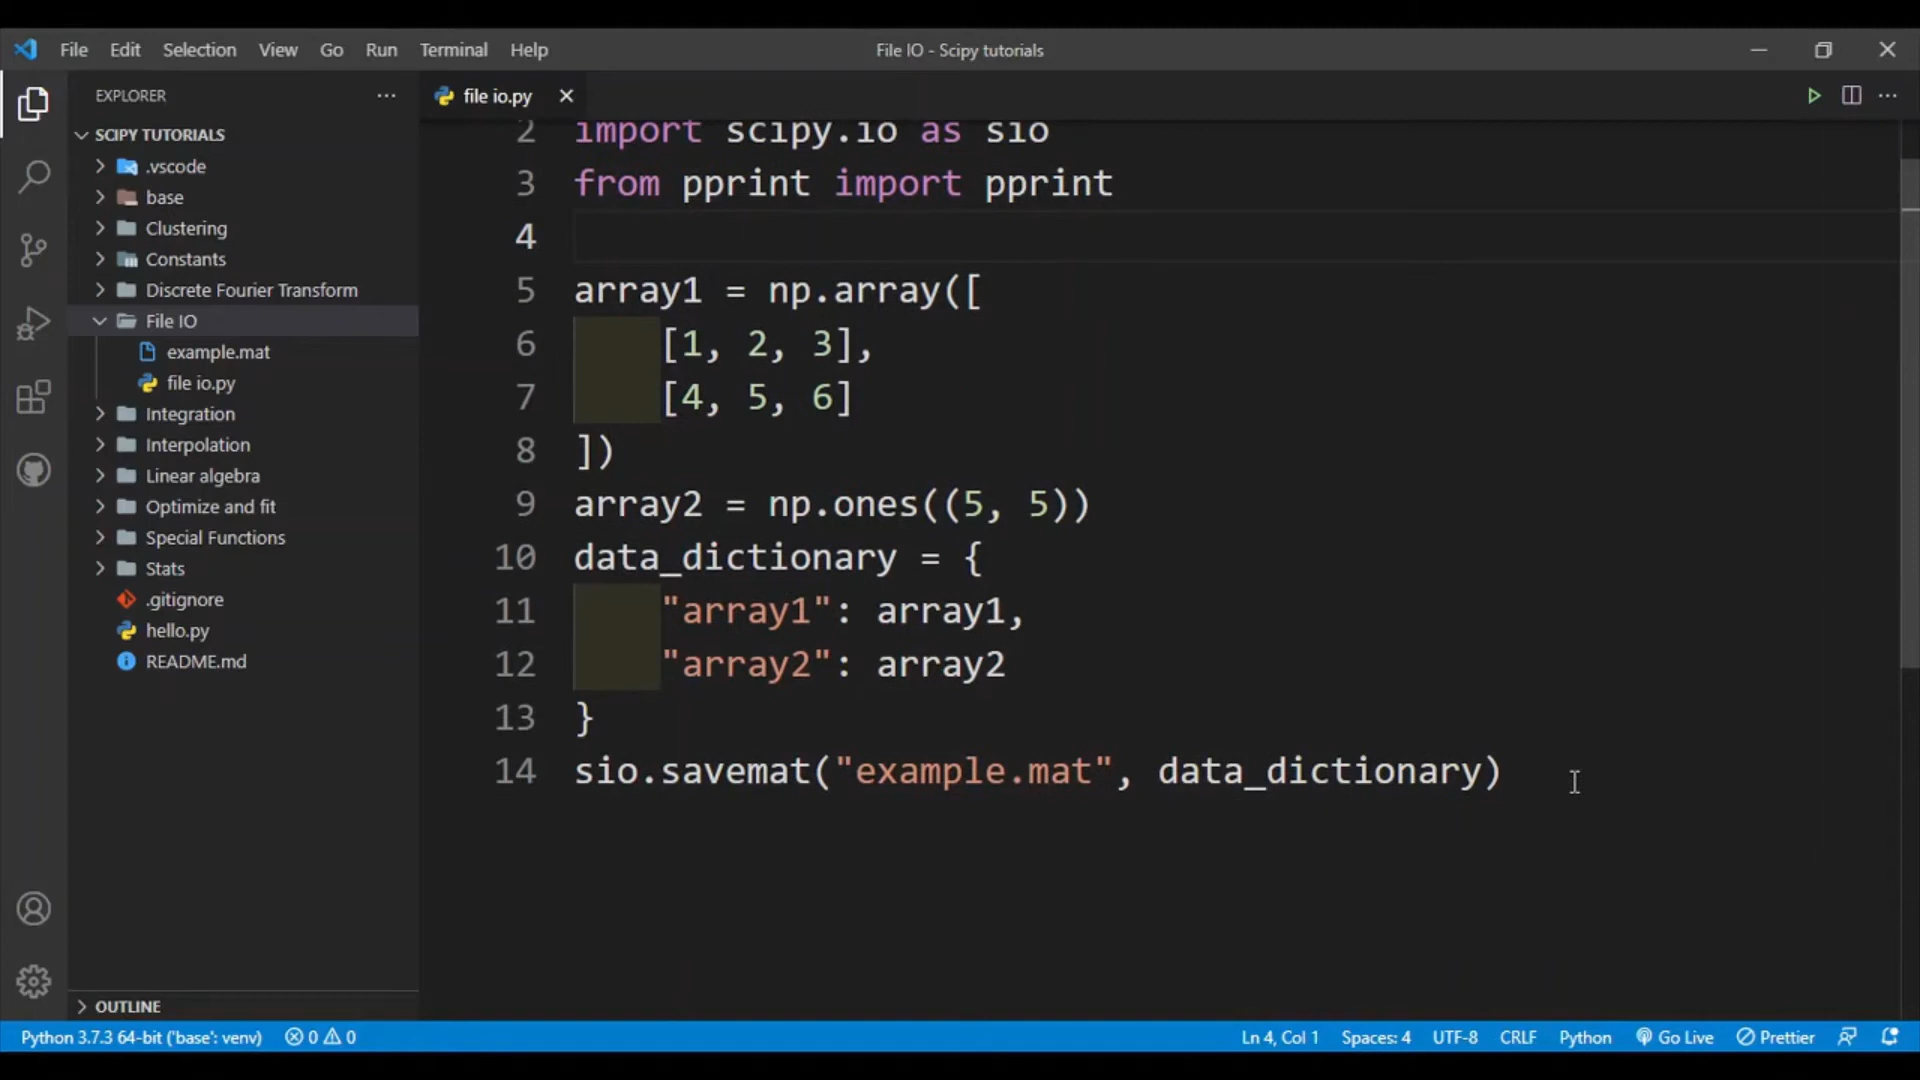 File Edit Selection View Go Run Terminal Help
File IO - Scipy tutorials
EXPLORER
SCIPY TUTORIALS
.vscode
base
Clustering
Constants
Discrete Fourier Transform
File IO
example.mat
file io.py
Integration
Interpolation
Linear algebra
Optimize and fit
Special Functions
Stats
.gitignore
hello.py
README.md
OUTLINE
file io.py
2 import scipy.io as sio
3 from pprint import pprint
4
5 array1 = np.array([
6     [1, 2, 3],
7     [4, 5, 6]
8 ])
9 array2 = np.ones((5, 5))
10 data_dictionary = {
11     "array1": array1,
12     "array2": array2
13 }
14 sio.savemat("example.mat", data_dictionary)
Python 3.7.3 64-bit ('base': venv) 0 0 Ln 4, Col 1 Spaces: 4 UTF-8 CRLF Python Go Live Prettier